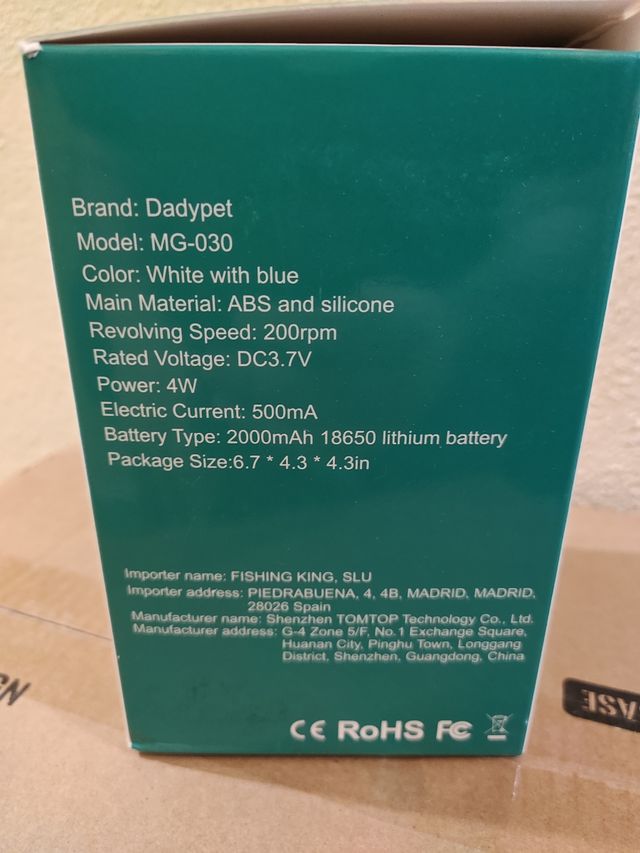 Brand: Dadypet
Model: MG-030
Color: White with blue
Main Material: ABS and silicone
Revolving Speed: 200rpm
Rated Voltage: DC3.7V
Power: 4W
Electric Current: 500mA
Battery Type: 2000mAh 18650 lithium battery
Package Size:6.7 * 4.3 * 4.3in
Importer name: FISHING KING, SLU
Importer address: PIEDRABUENA, 4, 4B, MADRID, MADRID,
28026 Spain
Manufacturer name: Shenzhen TOMTOP Technology Co., Ltd.
Manufacturer address: G-4 Zone 5/F, No.1 Exchange Square,
Huanan City, Pinghu Town, Longgang
District, Shenzhen, Guangdong, China
CE RoHS FC